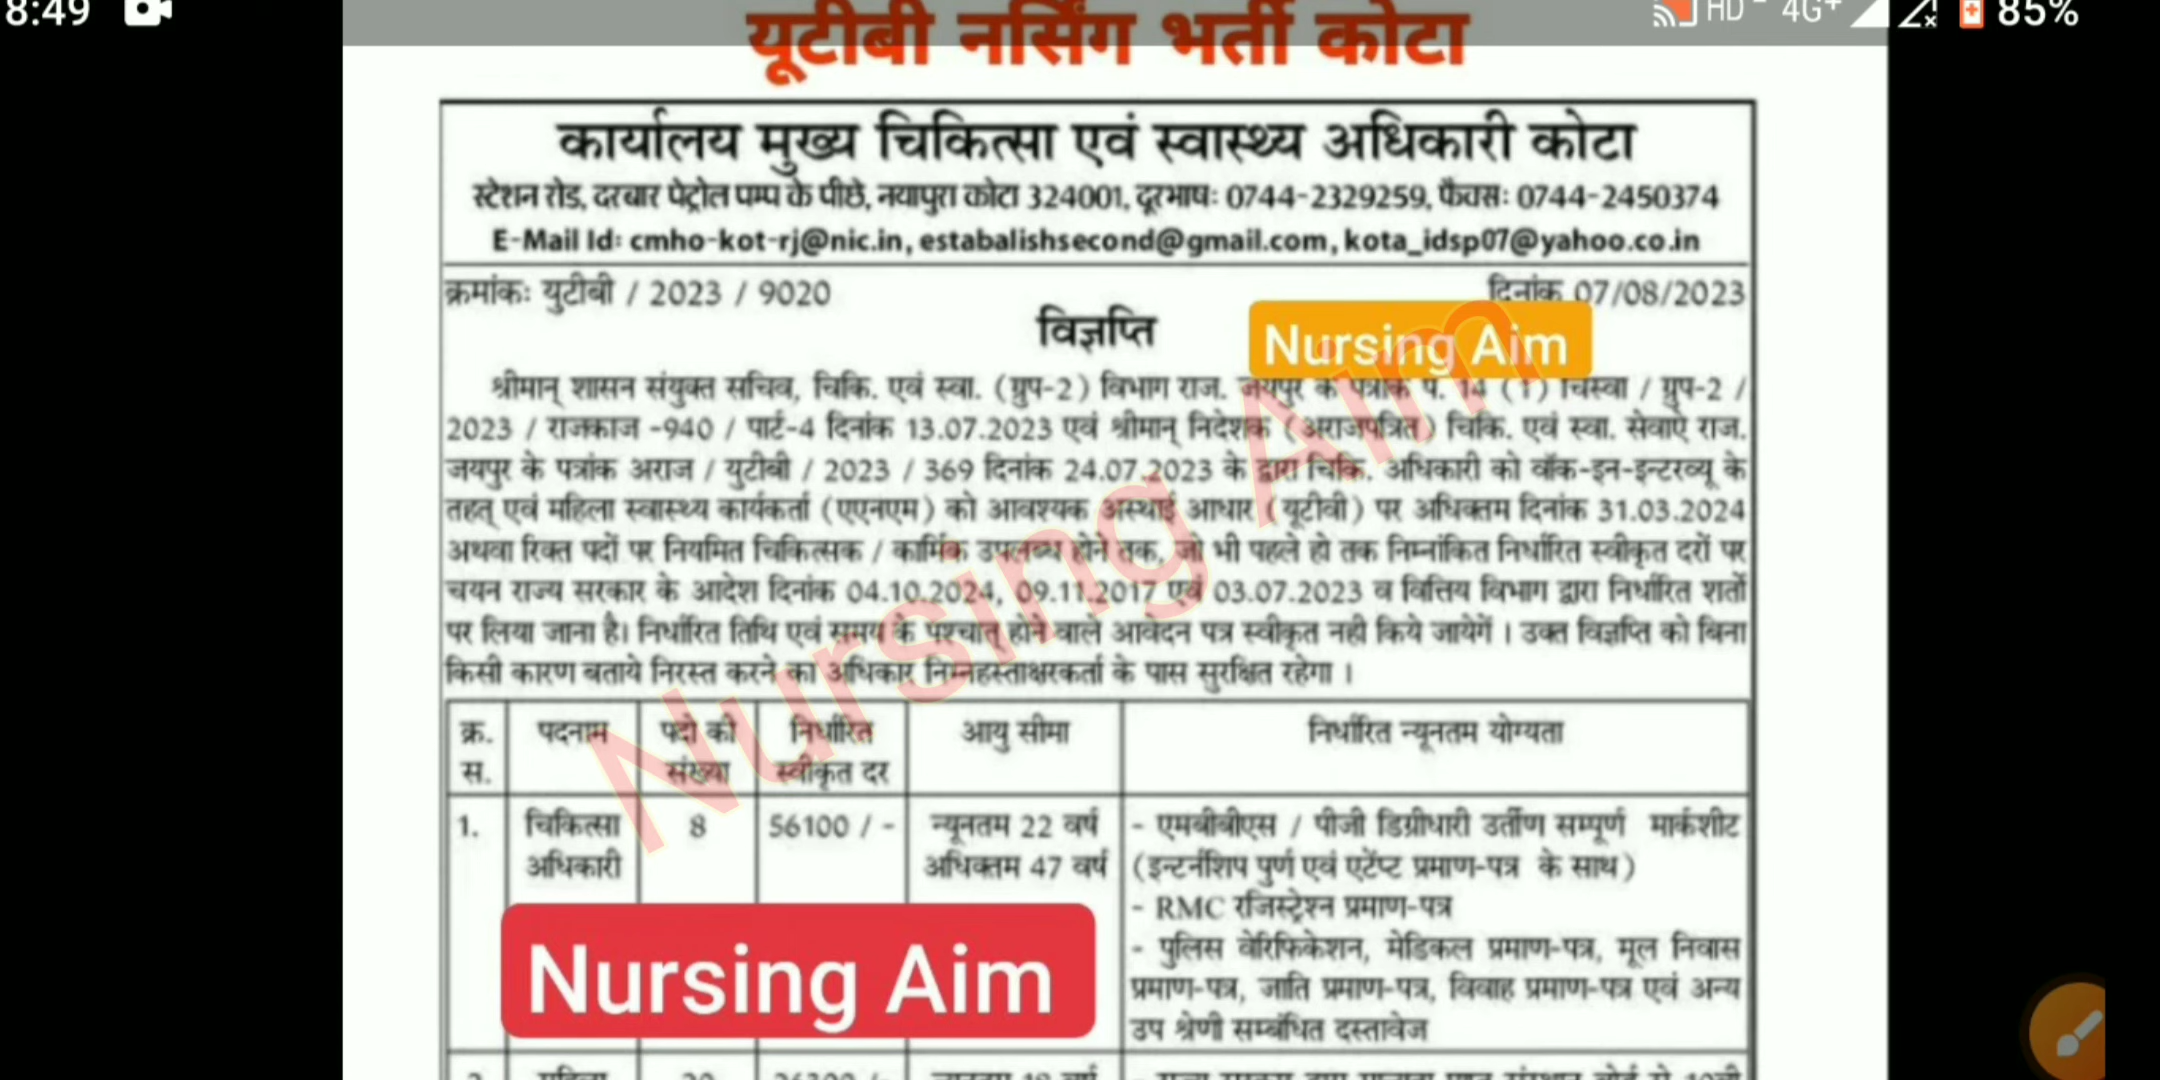 8:49 HD 4G+ 85%
यूटीबी नर्सिंग भर्ती कोटा
कार्यालय मुख्य चिकित्सा एवं स्वास्थ्य अधिकारी कोटा
स्टेशन रोड, दरबार पेट्रोल पम्प के पीछे, नयापुरा कोटा 324001, दूरभाषः 0744-2329259, फैक्सः 0744-2450374
E-Mail Id: cmho-kot-rj@nic.in, estabalishsecond@gmail.com, kota_idsp07@yahoo.co.in
क्रमांकः युटीबी / 2023 / 9020 दिनांक 07/08/2023
विज्ञप्ति
Nursing Aim
श्रीमान् शासन संयुक्त सचिव, चिकि. एवं स्वा. (ग्रुप-2) विभाग राज. जयपुर के पत्रांक प. 14 (1) चिस्वा / ग्रुप-2 /
2023 / राजकाज -940 / पार्ट-4 दिनांक 13.07.2023 एवं श्रीमान् निदेशक (अराजपत्रित) चिकि. एवं स्वा. सेवाऐं राज.
जयपुर के पत्रांक अराज / युटीबी / 2023 / 369 दिनांक 24.07.2023 के द्वारा चिकि. अधिकारी को वॉक-इन-इन्टरव्यू के
तहत् एवं महिला स्वास्थ्य कार्यकर्ता (एएनएम) को आवश्यक अस्थाई आधार (यूटीबी) पर अधिक्तम दिनांक 31.03.2024
अथवा रिक्त पदों पर नियमित चिकित्सक / कार्मिक उपलब्ध होने तक, जो भी पहले हो तक निम्नांकित निर्धारित स्वीकृत दरों पर
चयन राज्य सरकार के आदेश दिनांक 04.10.2024, 09.11.2017 एवं 03.07.2023 व वित्तिय विभाग द्वारा निर्धारित शर्तो
पर लिया जाना है। निर्धारित तिथि एवं समय के पश्चात् होने वाले आवेदन पत्र स्वीकृत नही किये जायेगें । उक्त विज्ञप्ति को बिना
किसी कारण बताये निरस्त करने का अधिकार निम्नहस्ताक्षरकर्ता के पास सुरक्षित रहेगा ।
Nursing Aim
क्र. पदनाम पदो की निर्धारित आयु सीमा निर्धारित न्यूनतम योग्यता
स. संख्या स्वीकृत दर
1. चिकित्सा 8 56100 / - न्यूनतम 22 वर्ष - एमबीबीएस / पीजी डिग्रीधारी उर्तीण सम्पूर्ण मार्कशीट
अधिकारी अधिक्तम 47 वर्ष (इन्टर्नशिप पुर्ण एवं एटेंप्ट प्रमाण-पत्र के साथ)
- RMC रजिस्ट्रेश्न प्रमाण-पत्र
- पुलिस वेरिफिकेशन, मेडिकल प्रमाण-पत्र, मूल निवास
Nursing Aim
प्रमाण-पत्र, जाति प्रमाण-पत्र, विवाह प्रमाण-पत्र एवं अन्य
उप श्रेणी सम्बंधित दस्तावेज